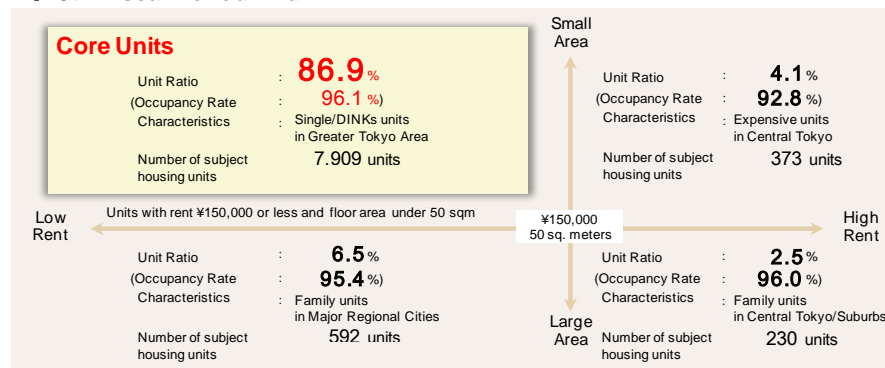 Small
Area
Core Units
Unit Ratio : 86.9 %
(Occupancy Rate : 96.1 %)
Characteristics : Single/DINKs units
in Greater Tokyo Area
Number of subject 7.909 units
housing units
Unit Ratio : 4.1 %
(Occupancy Rate : 92.8 %)
Characteristics : Expensive units
in Central Tokyo
Number of subject 373 units
housing units
Low
Rent
Units with rent ¥150,000 or less and floor area under 50 sqm
¥150,000
50 sq. meters
High
Rent
Unit Ratio : 6.5 %
(Occupancy Rate : 95.4 %)
Characteristics : Family units
in Major Regional Cities
Number of subject 592 units
housing units
Large
Area
Unit Ratio : 2.5 %
(Occupancy Rate : 96.0 %)
Characteristics : Family units
in Central Tokyo/Suburbs
Number of subject 230 units
housing units